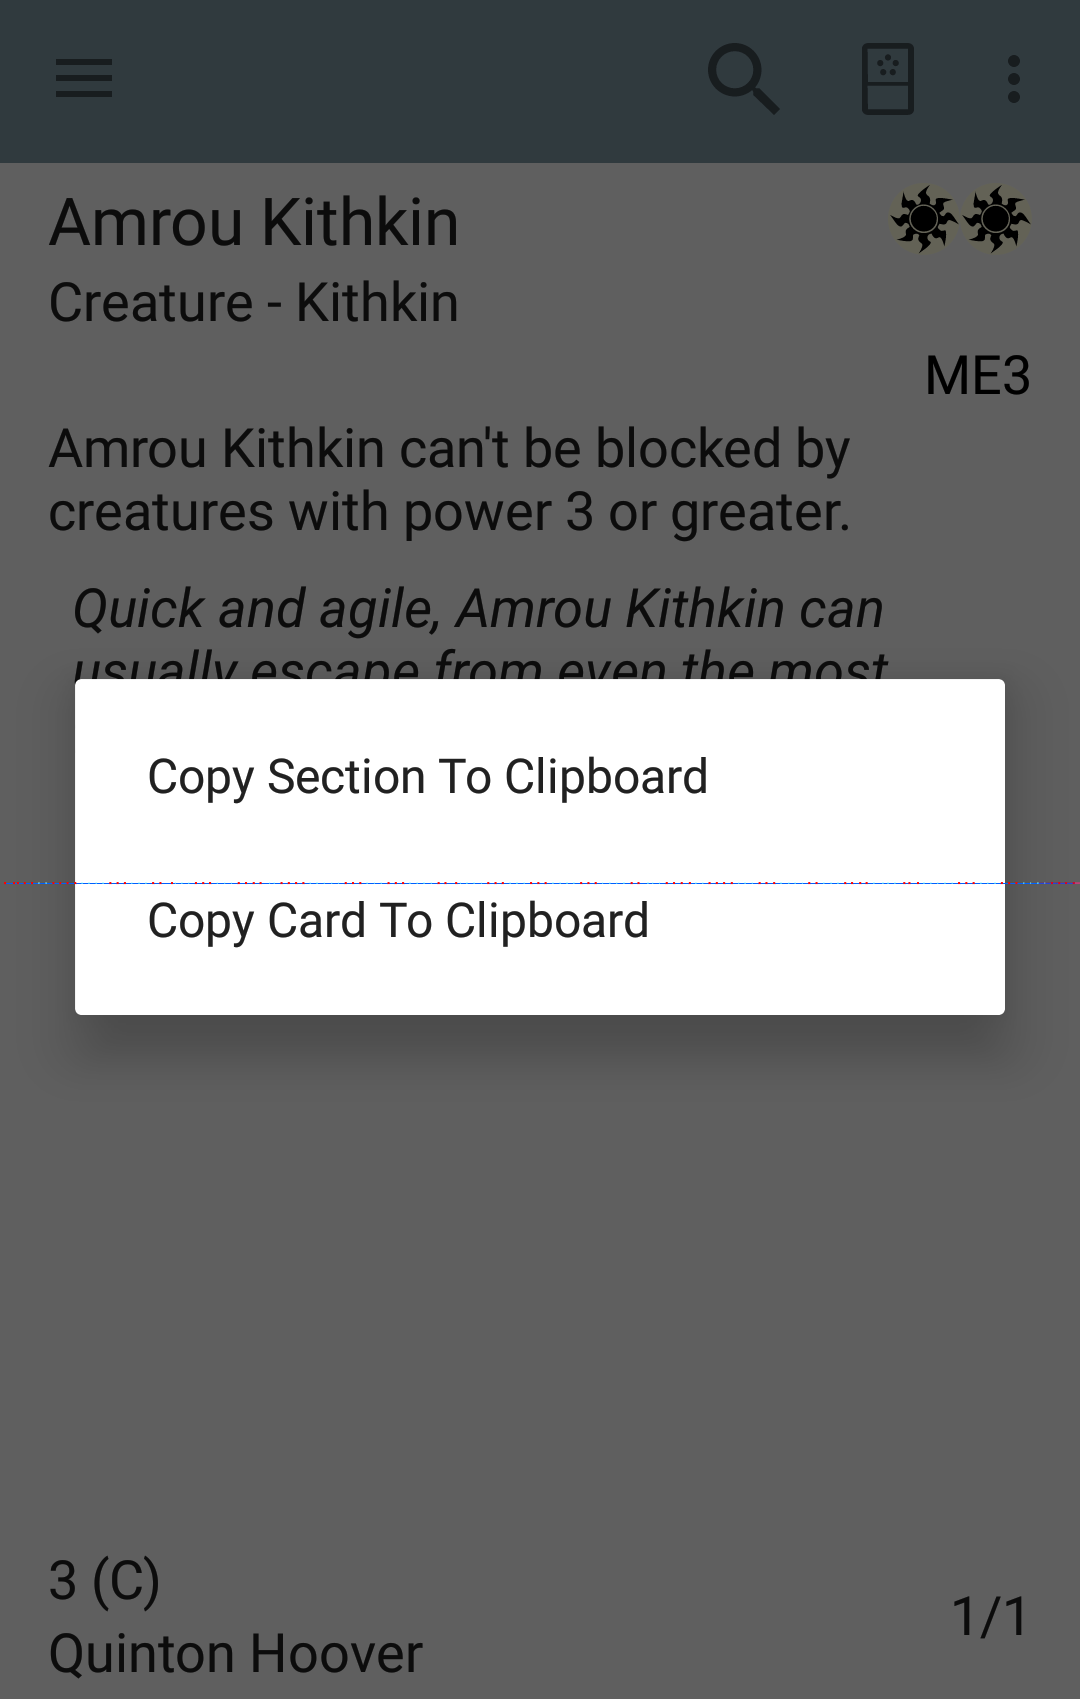 Amrou Kithkin
Creature - Kithkin
ME3
Amrou Kithkin can't be blocked by
creatures with power 3 or greater.
Quick and agile, Amrou Kithkin can
usually escape from even the most
Copy Section To Clipboard
Copy Card To Clipboard
3 (C)
1/1
Quinton Hoover